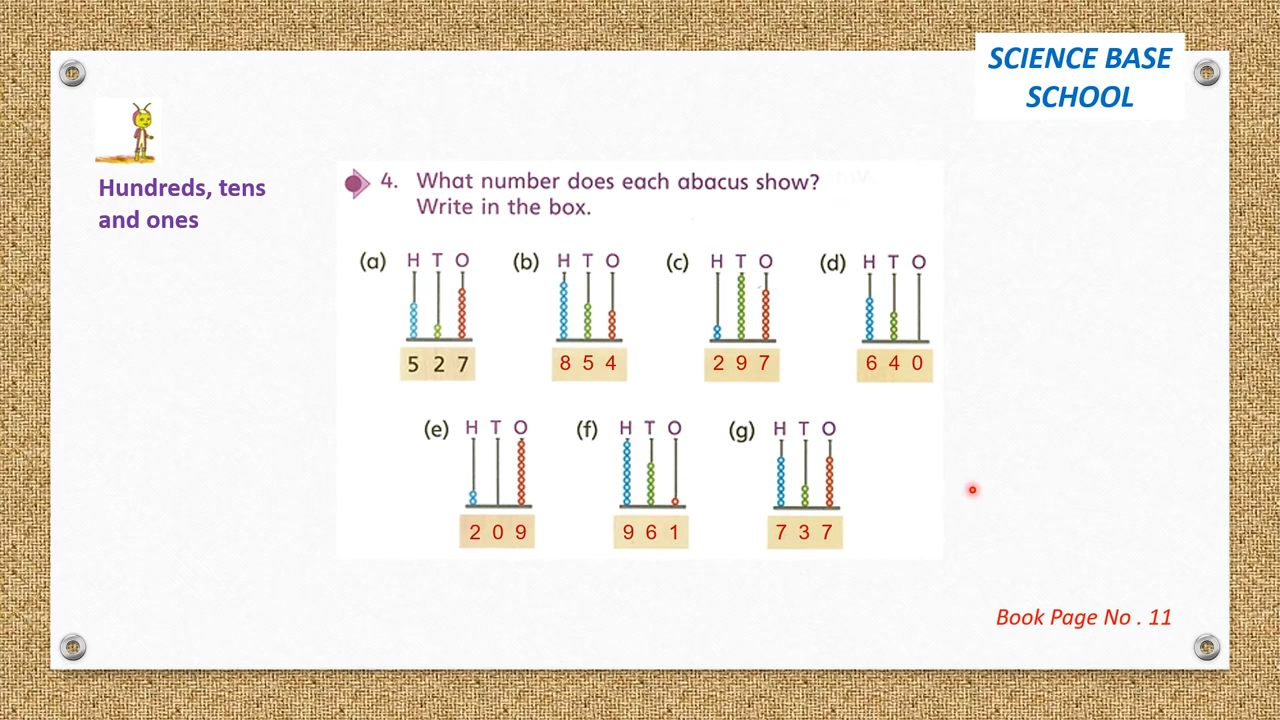 SCIENCE BASE
SCHOOL
Hundreds, tens
and ones
4. What number does each abacus show?
Write in the box.
(a) H T O (b) H T O (c) H T O (d) H T O
5 2 7 8 5 4 2 9 7 6 4 0
(e) H T O (f) H T O (g) H T O
2 0 9 9 6 1 7 3 7
Book Page No . 11